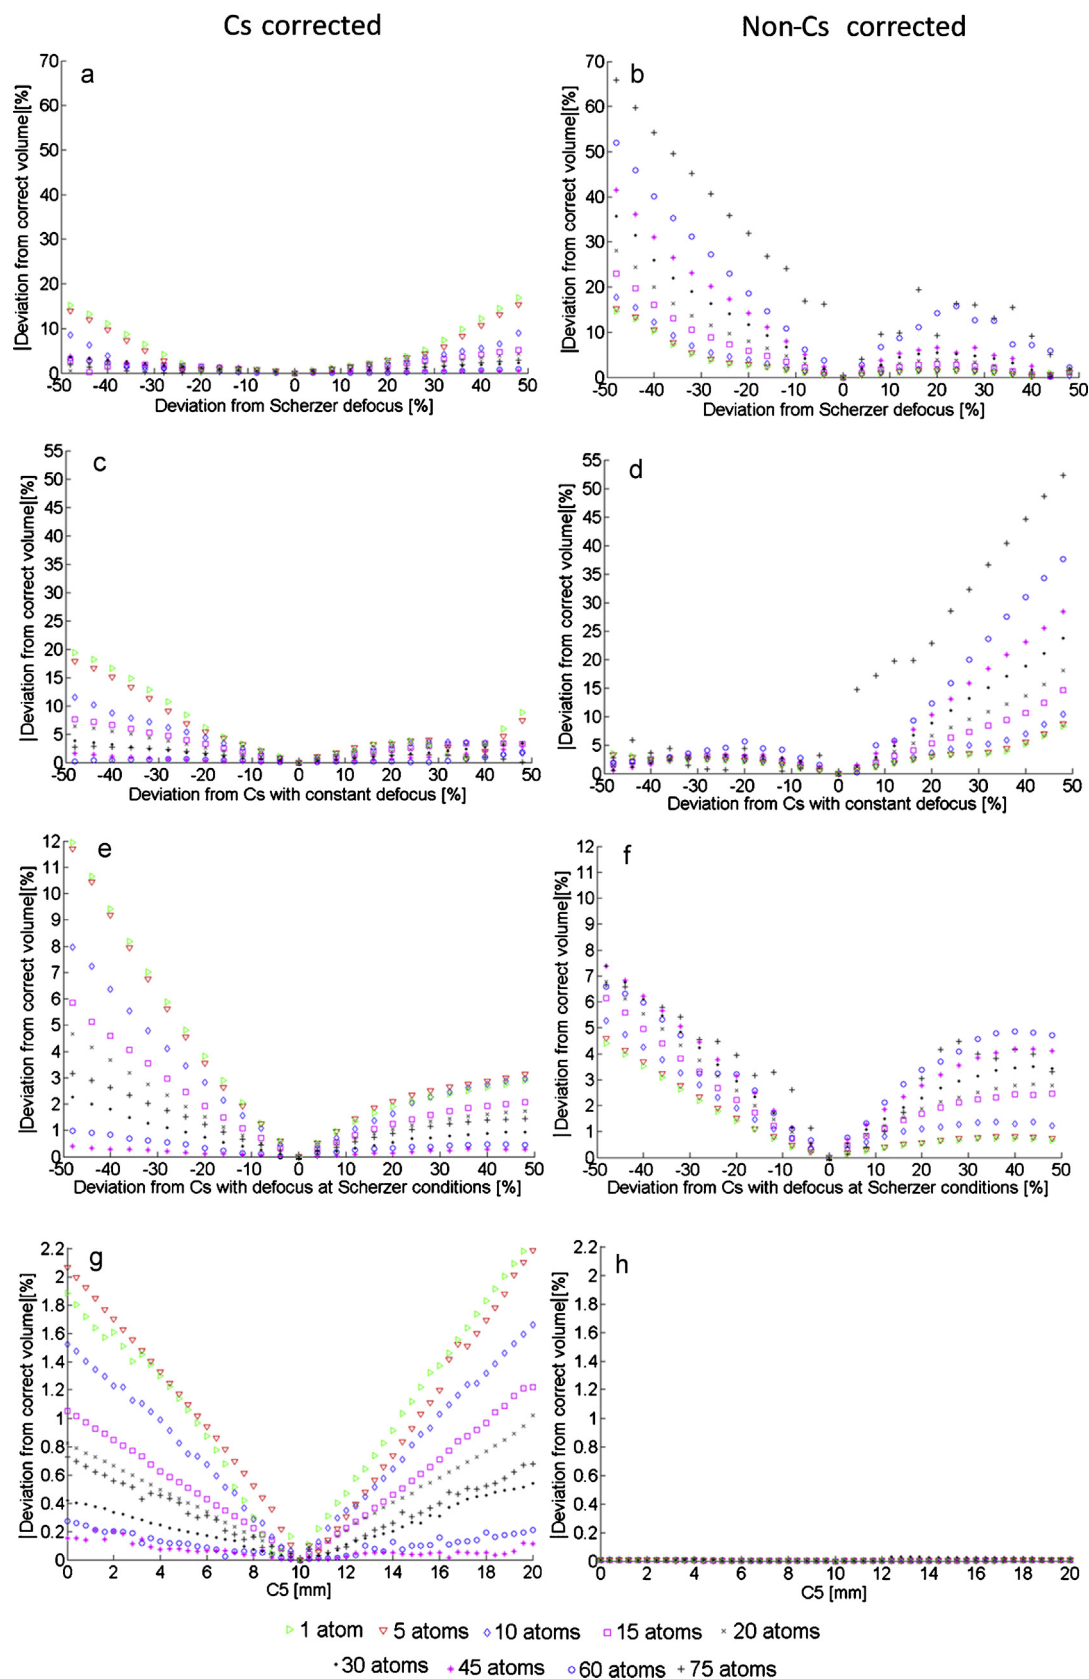 Cs corrected
Non-Cs corrected
a
|Deviation from correct volume|[%]
70
60
50
40
30
20
10
0
-50 -40 -30 -20 -10 0 10 20 30 40 50
Deviation from Scherzer defocus [%]
b
|Deviation from correct volume|[%]
70
60
50
40
30
20
10
0
-50 -40 -30 -20 -10 0 10 20 30 40 50
Deviation from Scherzer defocus [%]
c
|Deviation from correct volume|[%]
55
50
45
40
35
30
25
20
15
10
5
0
-50 -40 -30 -20 -10 0 10 20 30 40 50
Deviation from Cs with constant defocus [%]
d
|Deviation from correct volume|[%]
55
50
45
40
35
30
25
20
15
10
5
0
-50 -40 -30 -20 -10 0 10 20 30 40 50
Deviation from Cs with constant defocus [%]
e
|Deviation from correct volume|[%]
12
11
10
9
8
7
6
5
4
3
2
1
0
-50 -40 -30 -20 -10 0 10 20 30 40 50
Deviation from Cs with defocus at Scherzer conditions [%]
f
|Deviation from correct volume|[%]
12
11
10
9
8
7
6
5
4
3
2
1
0
-50 -40 -30 -20 -10 0 10 20 30 40 50
Deviation from Cs with defocus at Scherzer conditions [%]
g
|Deviation from correct volume|[%]
2.2
2
1.8
1.6
1.4
1.2
1
0.8
0.6
0.4
0.2
0
0 2 4 6 8 10 12 14 16 18 20
C5 [mm]
h
|Deviation from correct volume|[%]
2.2
2
1.8
1.6
1.4
1.2
1
0.8
0.6
0.4
0.2
0
0 2 4 6 8 10 12 14 16 18 20
C5 [mm]
1 atom 5 atoms 10 atoms 15 atoms 20 atoms
30 atoms 45 atoms 60 atoms 75 atoms